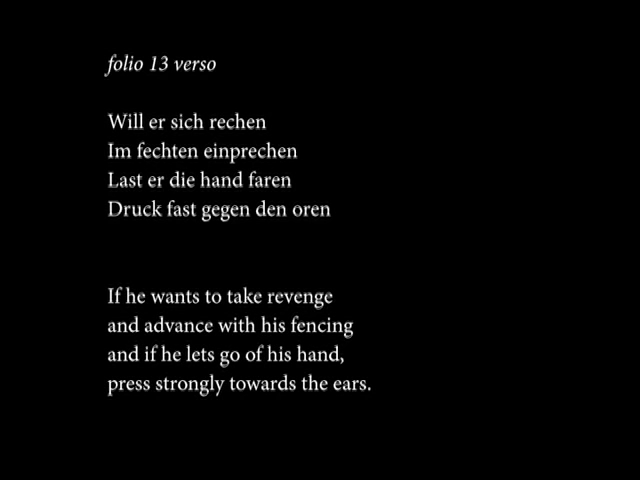 folio 13 verso
Will er sich rechen
Im fechten einprechen
Last er die hand faren
Druck fast gegen den oren
If he wants to take revenge
and advance with his fencing
and if he lets go of his hand,
press strongly towards the ears.